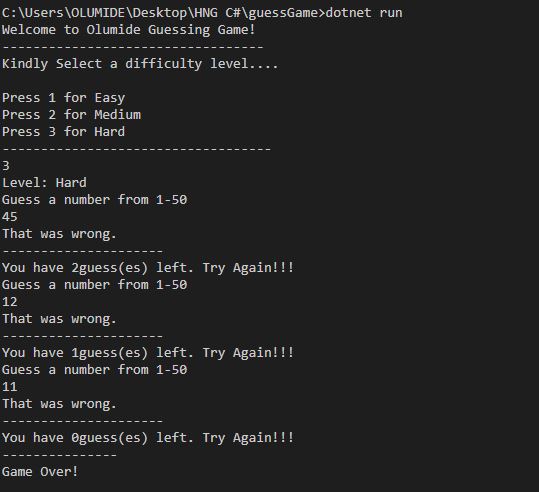 C:\Users\OLUMIDE\Desktop\HNG C#\guessGame>dotnet run
Welcome to Olumide Guessing Game!
----------------------------------
Kindly Select a difficulty level....
Press 1 for Easy
Press 2 for Medium
Press 3 for Hard
-----------------------------------
3
Level: Hard
Guess a number from 1-50
45
That was wrong.
---------------------
You have 2guess(es) left. Try Again!!!
Guess a number from 1-50
12
That was wrong.
---------------------
You have 1guess(es) left. Try Again!!!
Guess a number from 1-50
11
That was wrong.
---------------------
You have 0guess(es) left. Try Again!!!
---------------
Game Over!